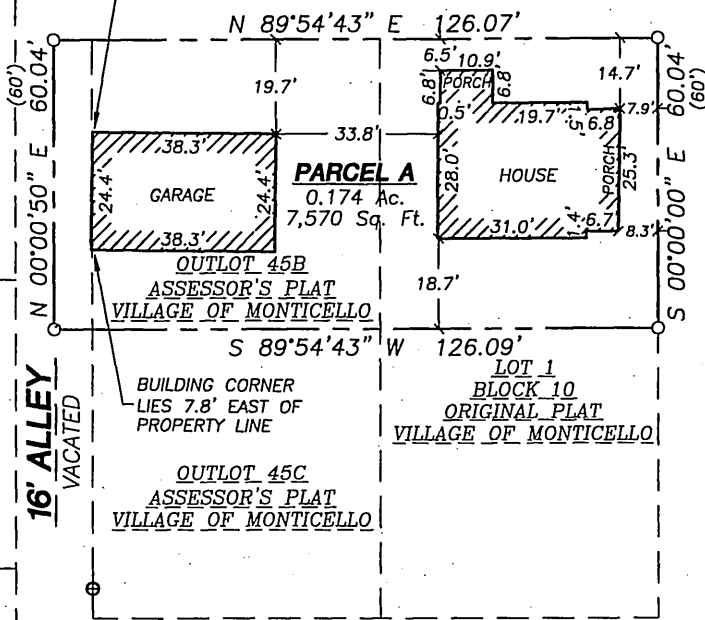 N 89°54'43" E 126.07'
(60')
N 00°00'50" E 60.04'
S 00°00'00" E 60.04'
(60')
6.5'
10.9'
14.7'
6.8'
PORCH
6.8'
19.7'
7.9'
0.5'
19.7'
1.5'
6.8'
33.8'
38.3'
PARCEL A
0.174 Ac.
7,570 Sq. Ft.
24.4'
GARAGE
24.4'
28.0'
HOUSE
PORCH
25.3'
38.3'
31.0'
1.4'
6.7'
8.3'
OUTLOT 45B
ASSESSOR'S PLAT
VILLAGE OF MONTICELLO
18.7'
S 89°54'43" W 126.09'
16' ALLEY
VACATED
BUILDING CORNER
LIES 7.8' EAST OF
PROPERTY LINE
LOT 1
BLOCK 10
ORIGINAL PLAT
VILLAGE OF MONTICELLO
OUTLOT 45C
ASSESSOR'S PLAT
VILLAGE OF MONTICELLO